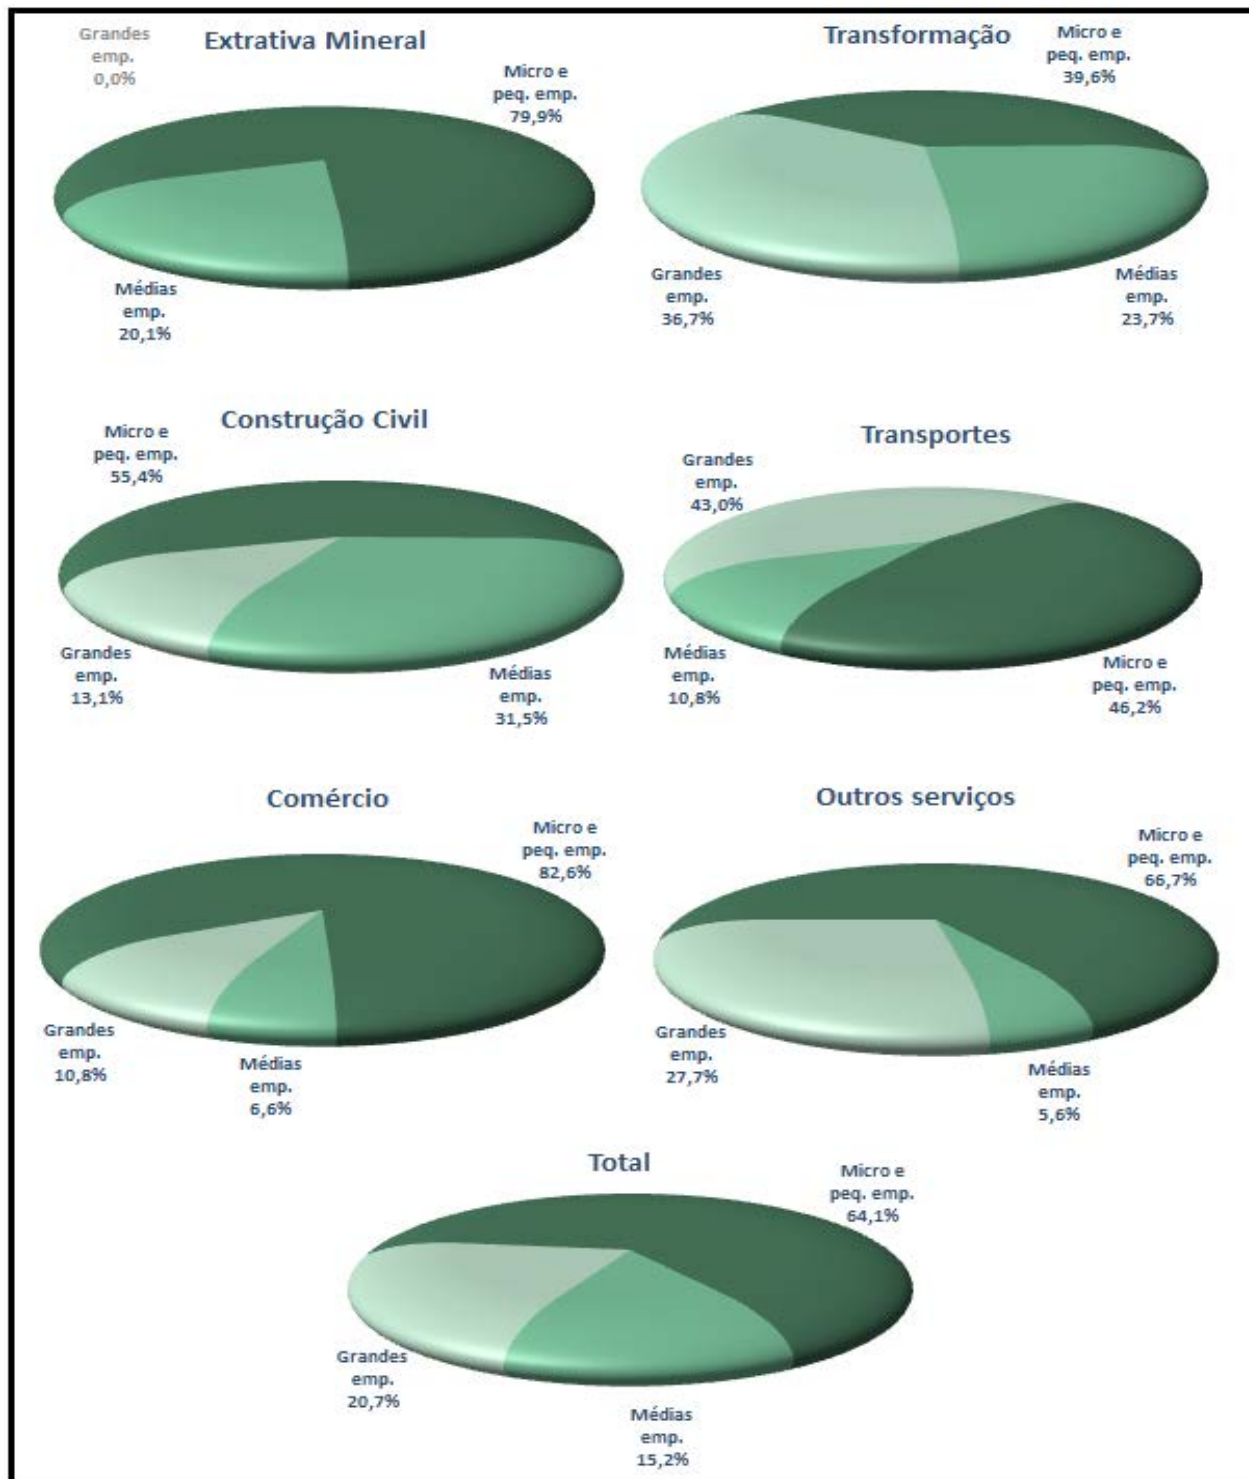 Extrativa Mineral
Grandes
emp.
0,0%
Micro e
peq. emp.
79,9%
Médias
emp.
20,1%
Transformação
Micro e
peq. emp.
39,6%
Grandes
emp.
36,7%
Médias
emp.
23,7%
Construção Civil
Micro e
peq. emp.
55,4%
Grandes
emp.
13,1%
Médias
emp.
31,5%
Transportes
Grandes
emp.
43,0%
Médias
emp.
10,8%
Micro e
peq. emp.
46,2%
Comércio
Micro e
peq. emp.
82,6%
Grandes
emp.
10,8%
Médias
emp.
6,6%
Outros serviços
Micro e
peq. emp.
66,7%
Grandes
emp.
27,7%
Médias
emp.
5,6%
Total
Micro e
peq. emp.
64,1%
Grandes
emp.
20,7%
Médias
emp.
15,2%